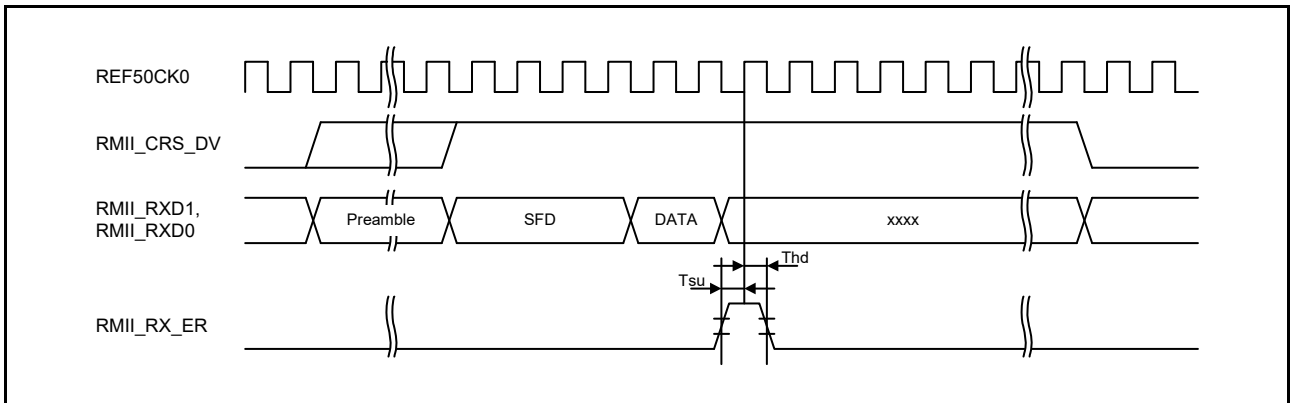 REF50CK0
RMII_CRS_DV
RMII_RXD1,
RMII_RXD0
Preamble
SFD
DATA
xxxx
Thd
Tsu
RMII_RX_ER